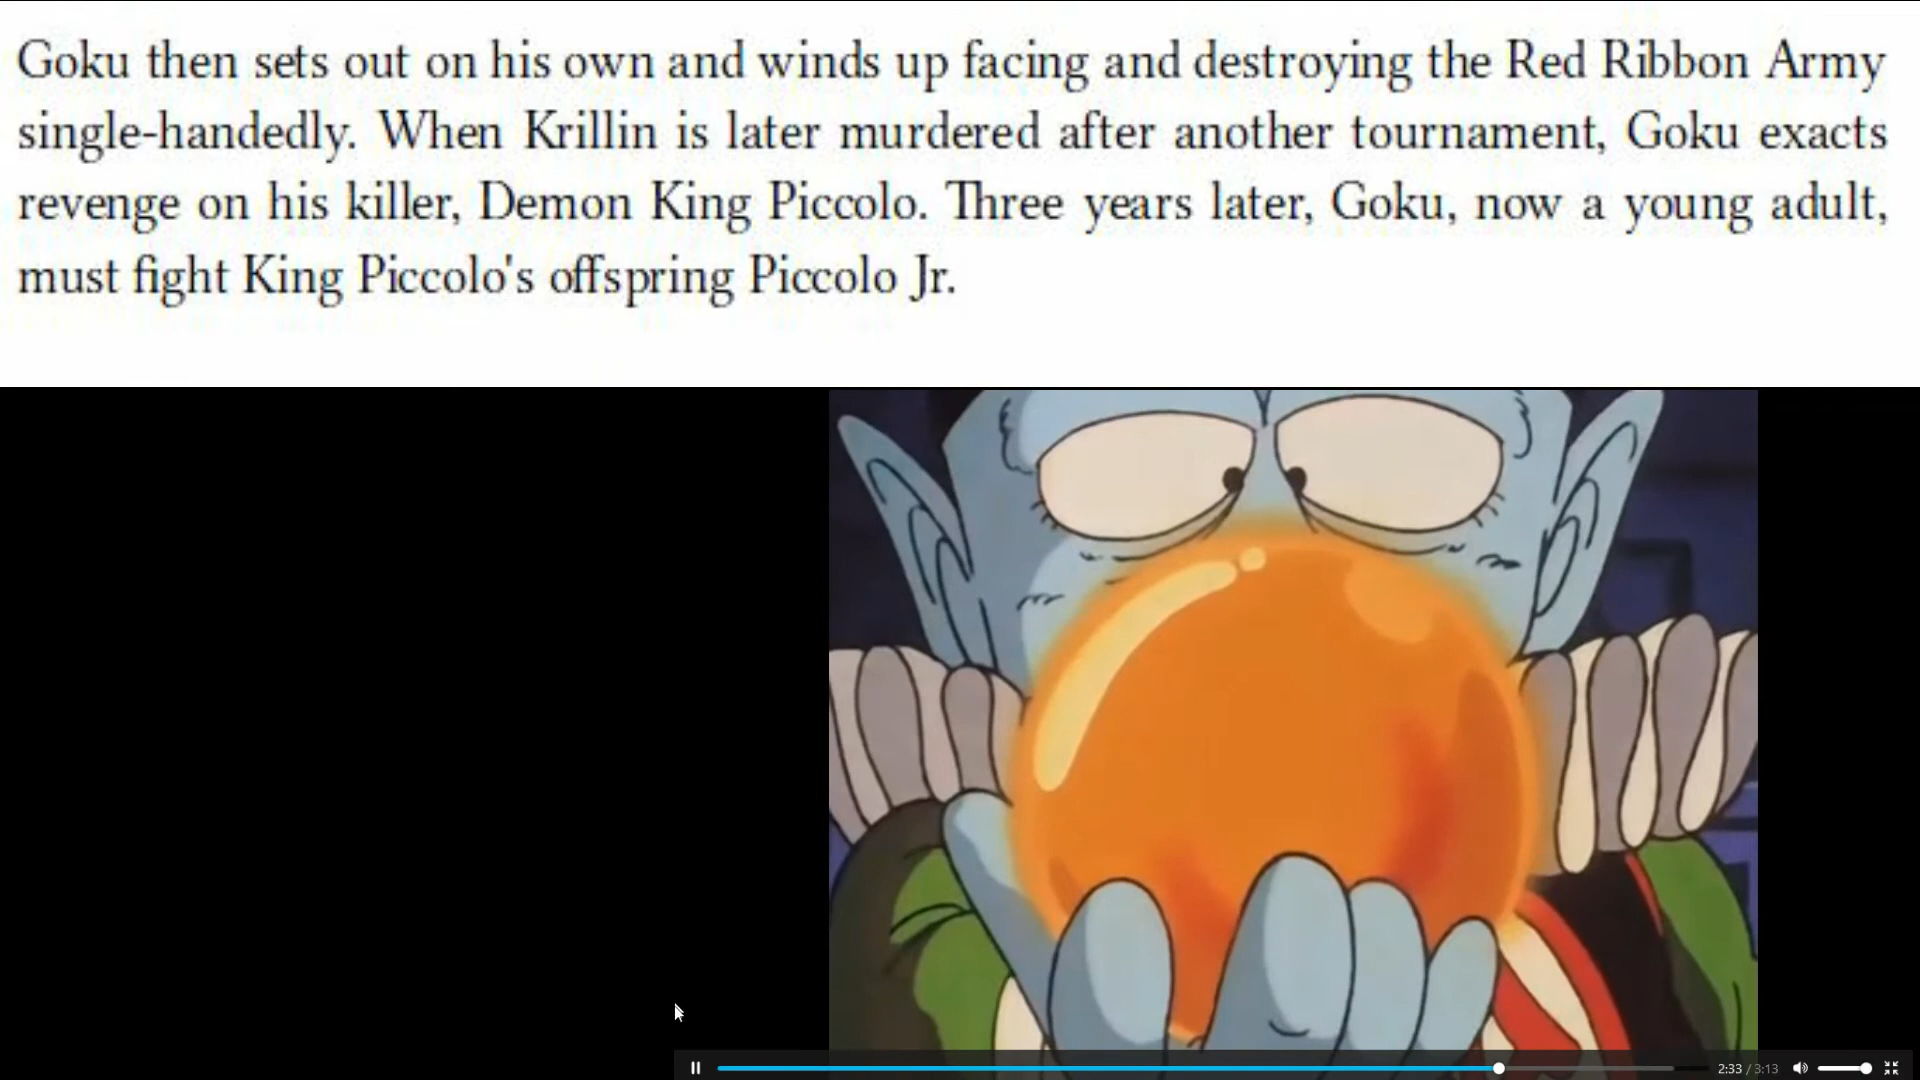 Goku then sets out on his own and winds up facing and destroying the Red Ribbon Army
single-handedly. When Krillin is later murdered after another tournament, Goku exacts
revenge on his killer, Demon King Piccolo. Three years later, Goku, now a young adult,
must fight King Piccolo's offspring Piccolo Jr.
2:33 / 3:13